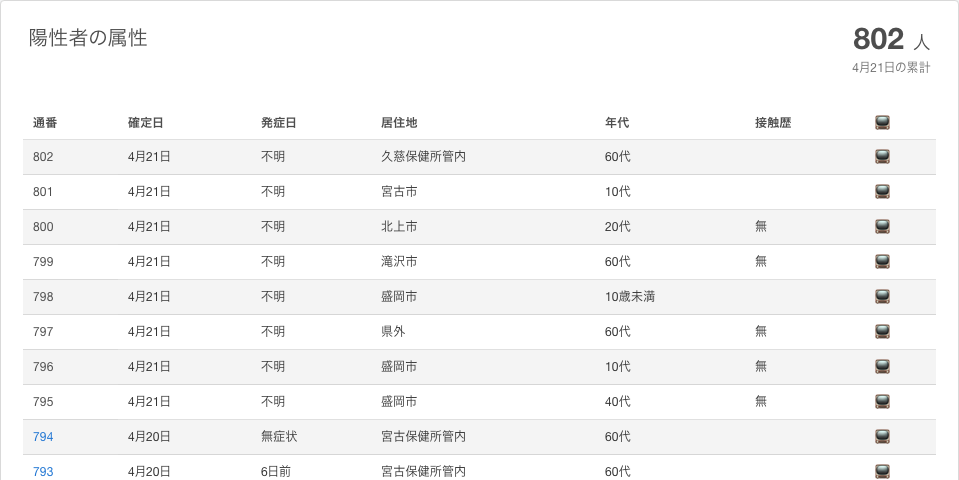 陽性者の属性
802 人
4月21日の累計
通番 確定日 発症日 居住地 年代 接触歴
802 4月21日 不明 久慈保健所管内 60代
801 4月21日 不明 宮古市 10代
800 4月21日 不明 北上市 20代 無
799 4月21日 不明 滝沢市 60代 無
798 4月21日 不明 盛岡市 10歳未満
797 4月21日 不明 県外 60代 無
796 4月21日 不明 盛岡市 10代 無
795 4月21日 不明 盛岡市 40代 無
794 4月20日 無症状 宮古保健所管内 60代
793 4月20日 6日前 宮古保健所管内 60代